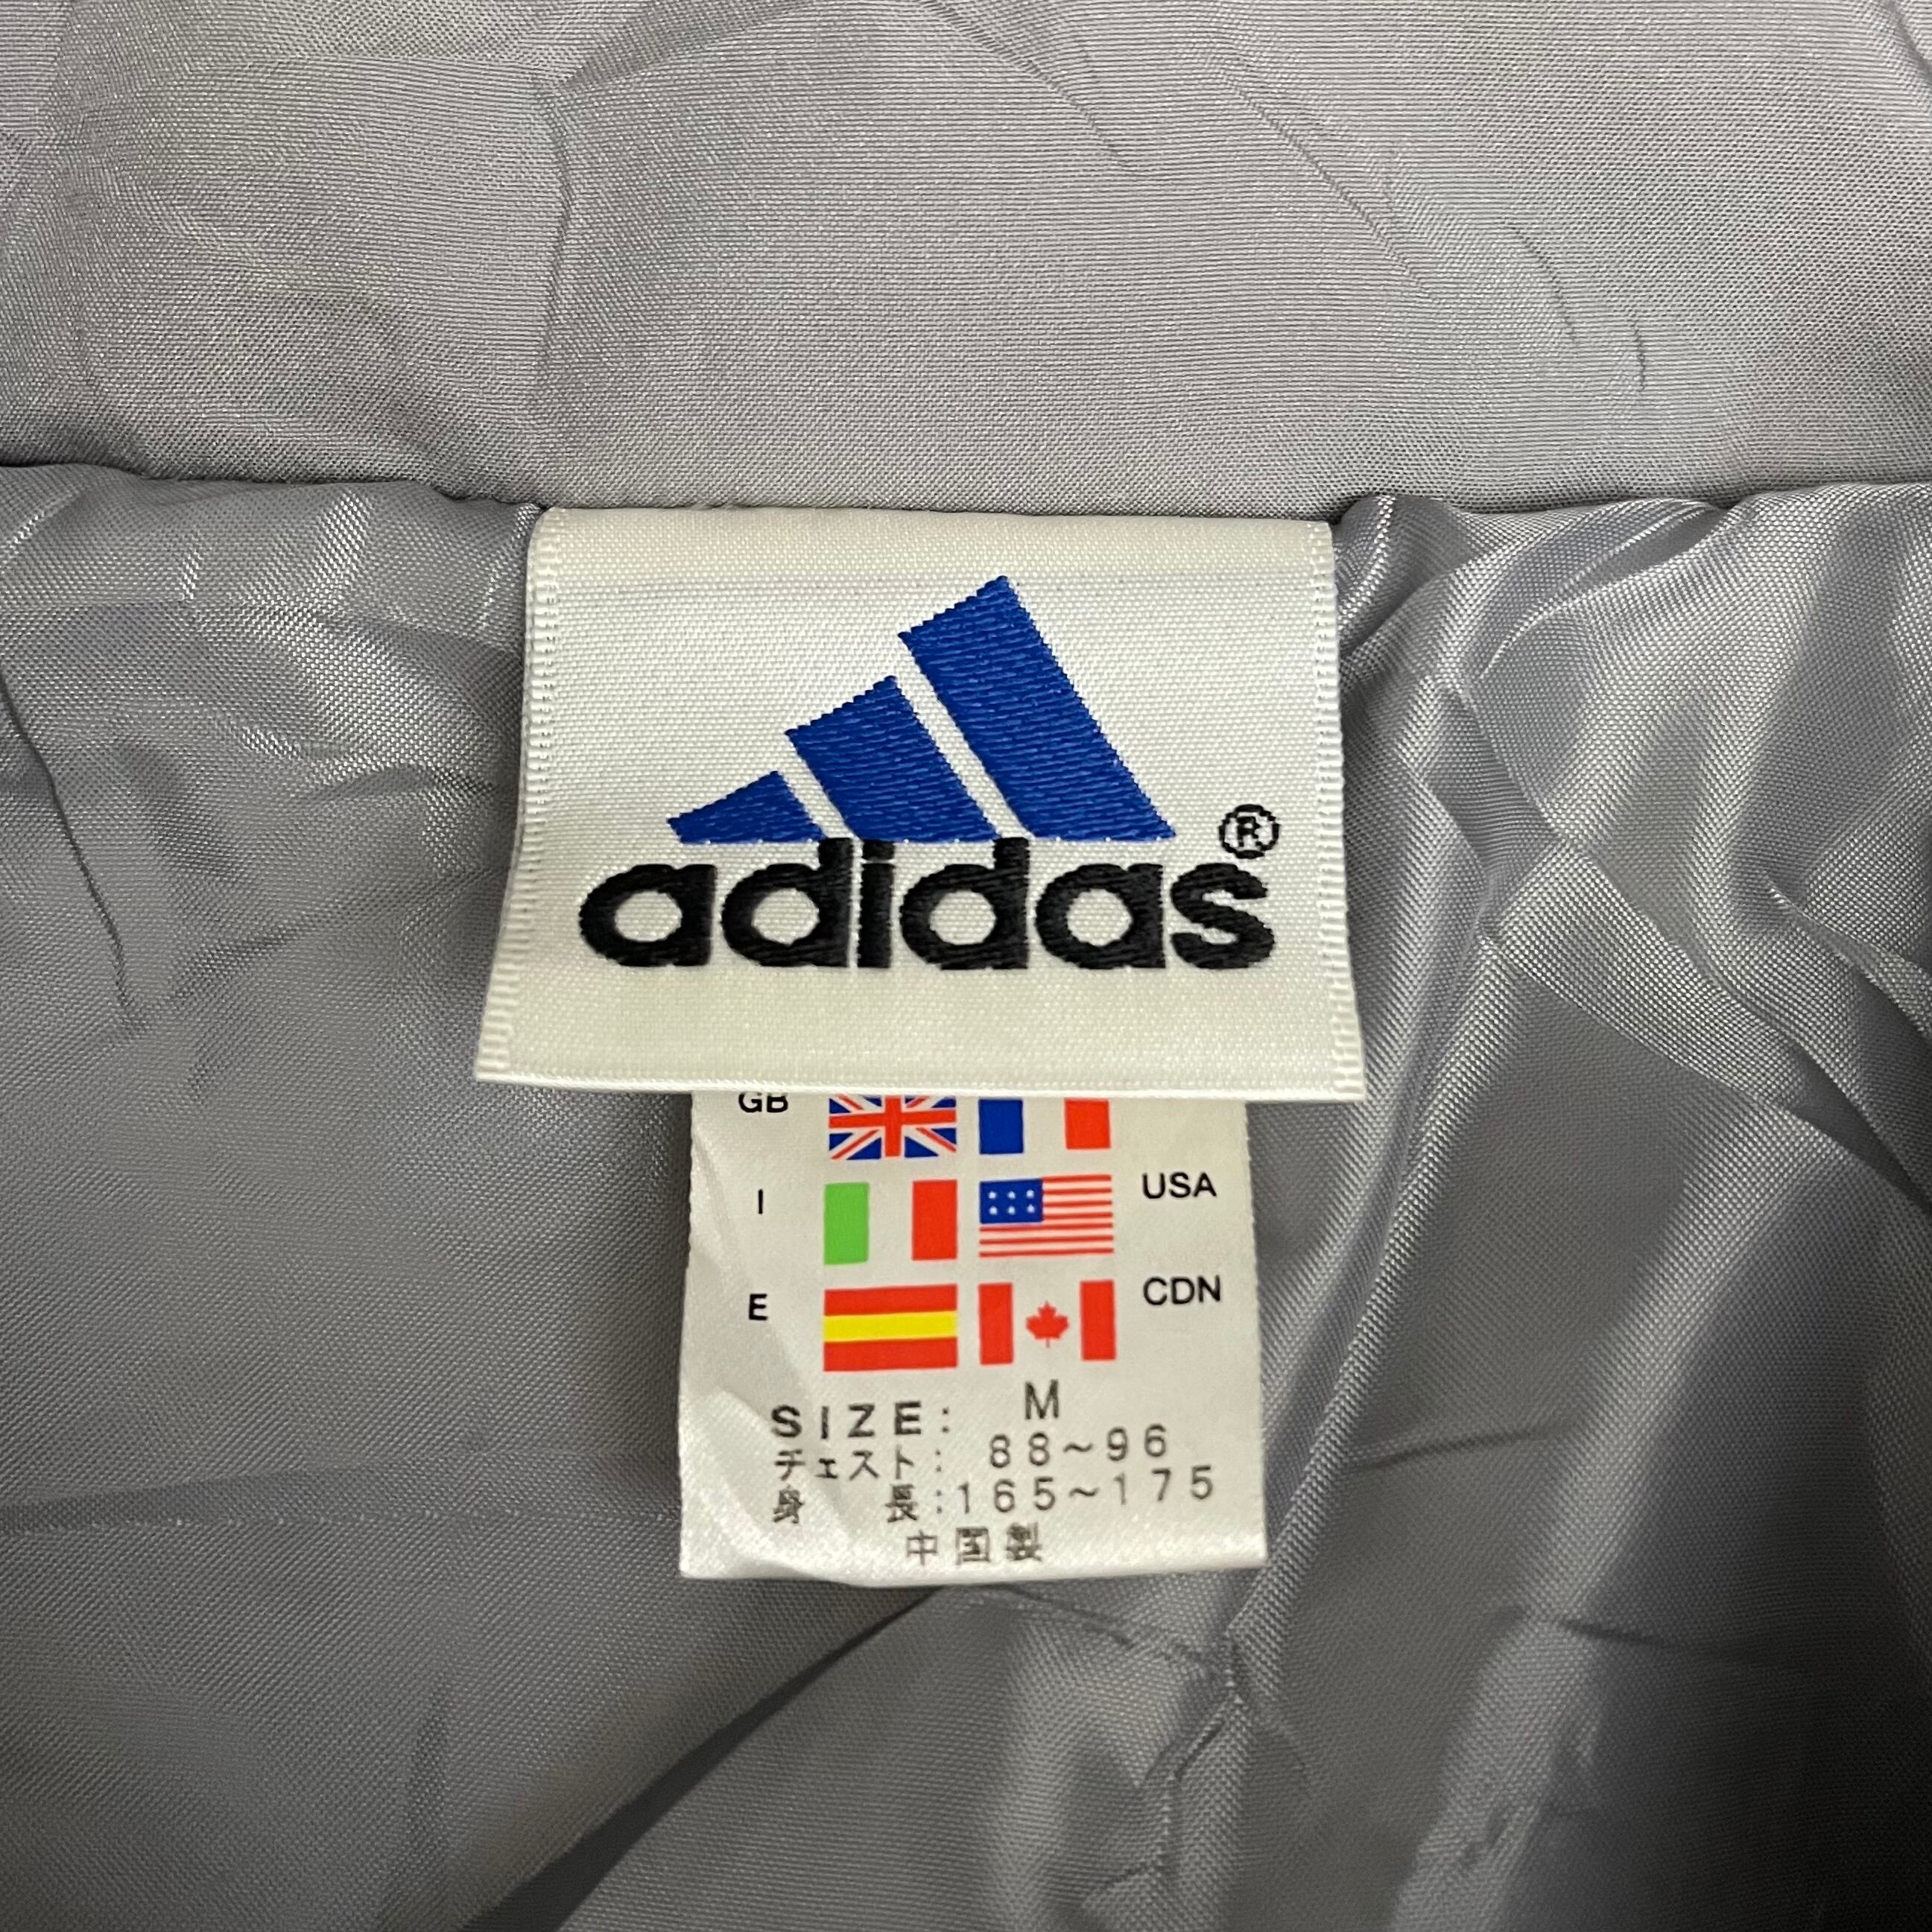 adidas®
GB
I USA
E CDN
SIZE: M
チェスト: 88~96
身 長:165~175
中国製